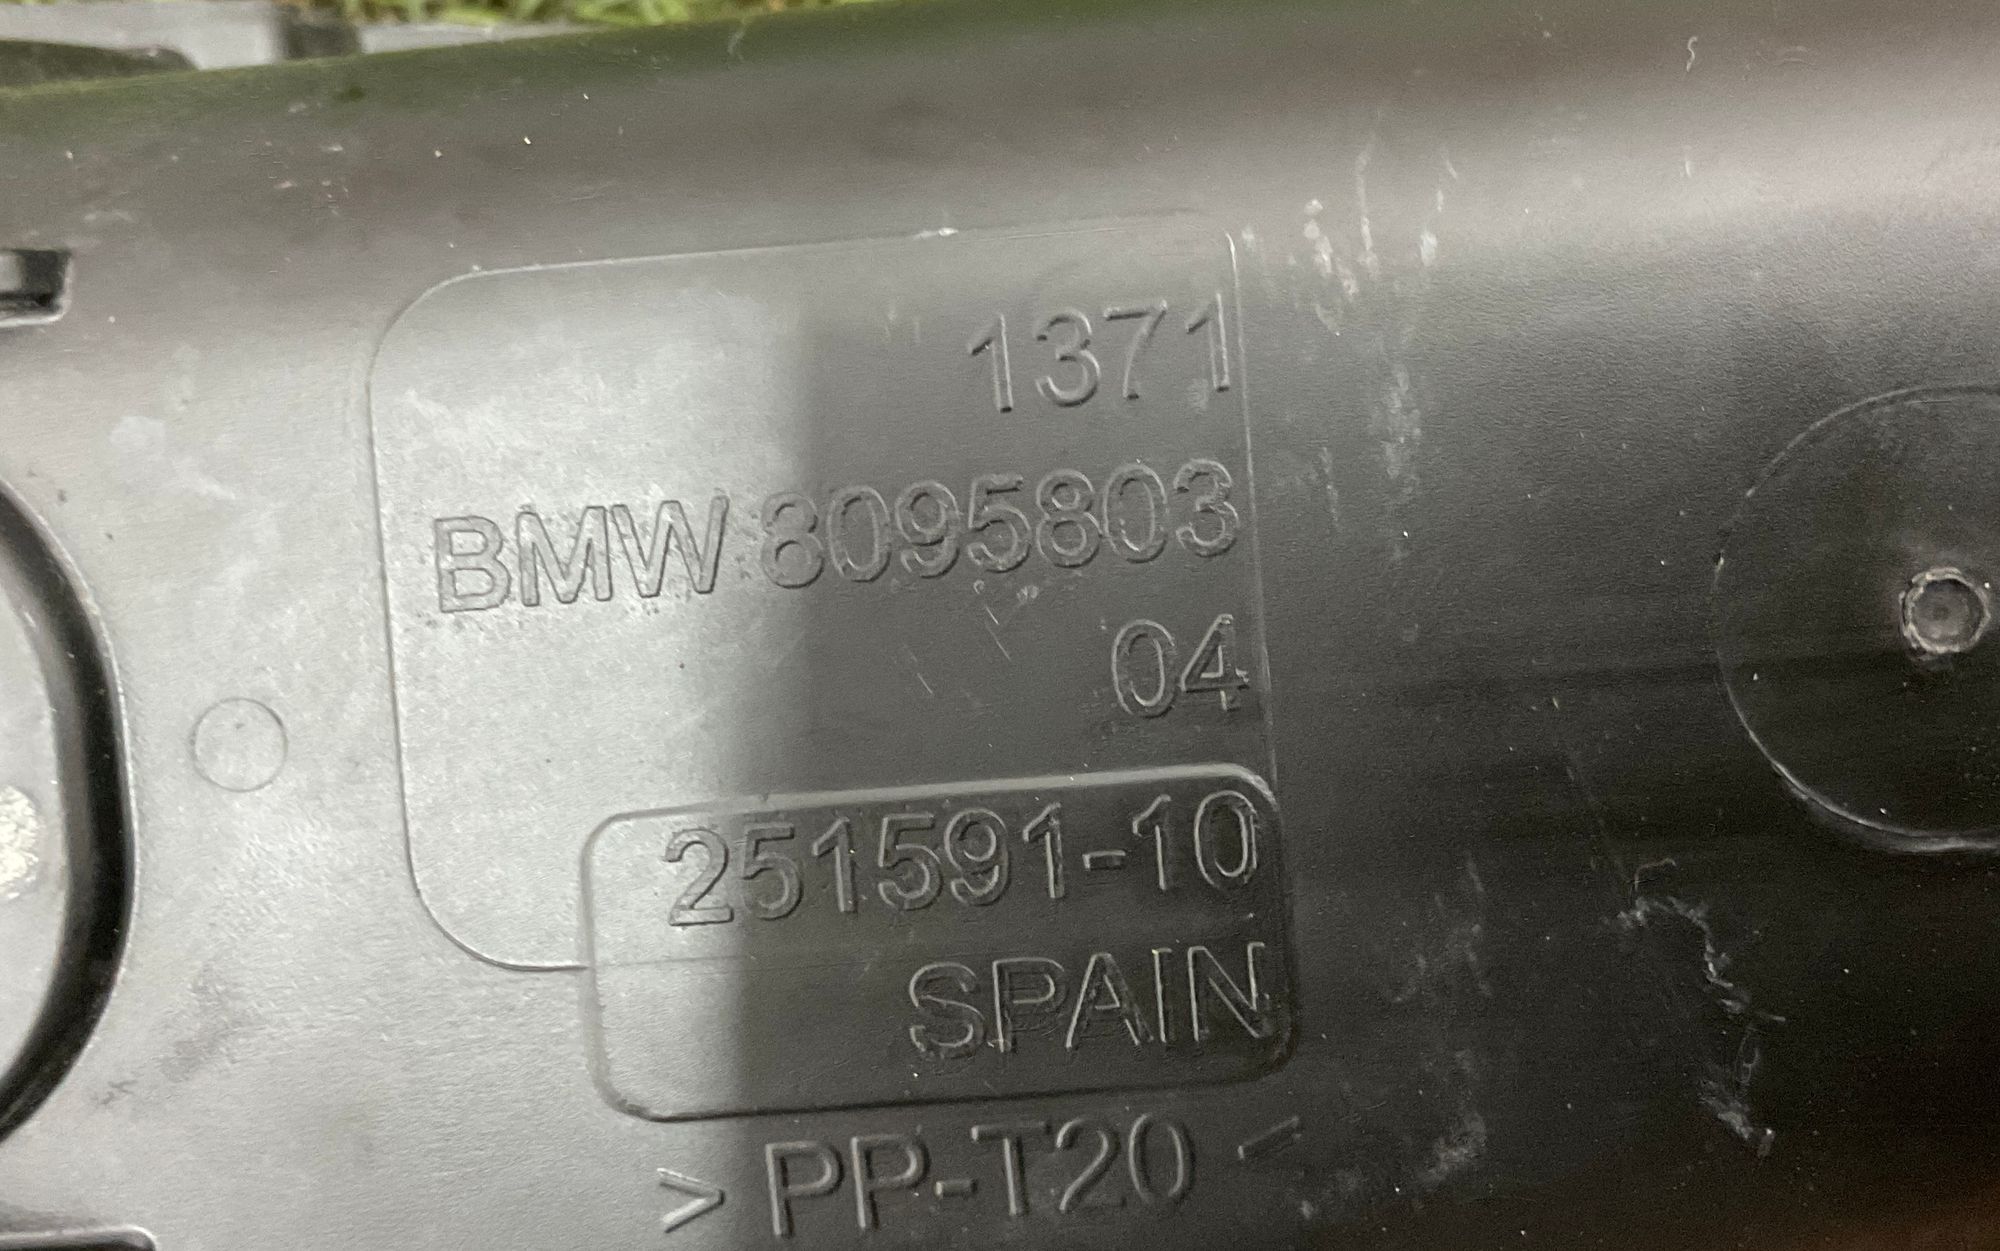 1371
BMW 8095803
04
251591-10
SPAIN
> PP-T20 <